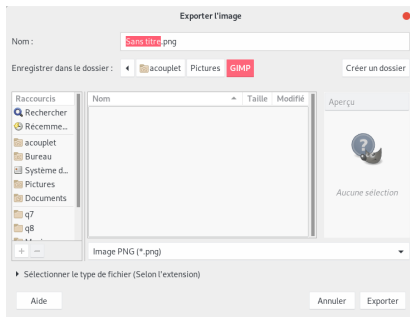 Exporter l'image
Nom :
Sans titre.png
Enregistrer dans le dossier :
acouplet
Pictures
GIMP
Créer un dossier
Raccourcis
Rechercher
Récemme...
acouplet
Bureau
Système d...
Pictures
Documents
q7
q8
Nom
Taille
Modifié
Aperçu
Aucune sélection
Image PNG (*.png)
Sélectionner le type de fichier (Selon l'extension)
Aide
Annuler
Exporter